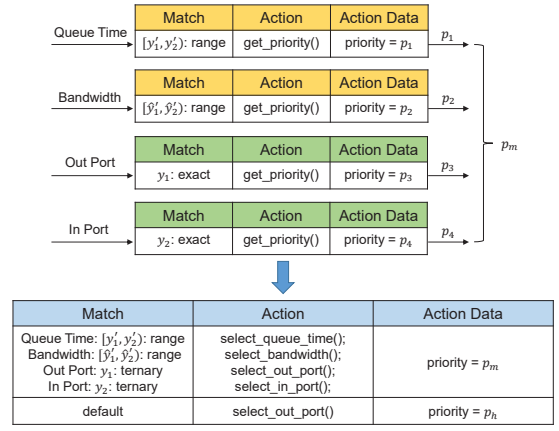 Match Action Action Data
Queue Time [y′₁, y′₂): range get_priority() priority = p₁ p₁
Match Action Action Data
Bandwidth [ŷ′₁, ŷ′₂): range get_priority() priority = p₂ p₂
pₘ
Match Action Action Data
Out Port y₁: exact get_priority() priority = p₃ p₃
Match Action Action Data
In Port y₂: exact get_priority() priority = p₄ p₄
Match Action Action Data
Queue Time: [y′₁, y′₂): range select_queue_time();
Bandwidth: [ŷ′₁, ŷ′₂): range select_bandwidth();
priority = pₘ
Out Port: y₁: ternary select_out_port();
In Port: y₂: ternary select_in_port();
default select_out_port() priority = pₕ